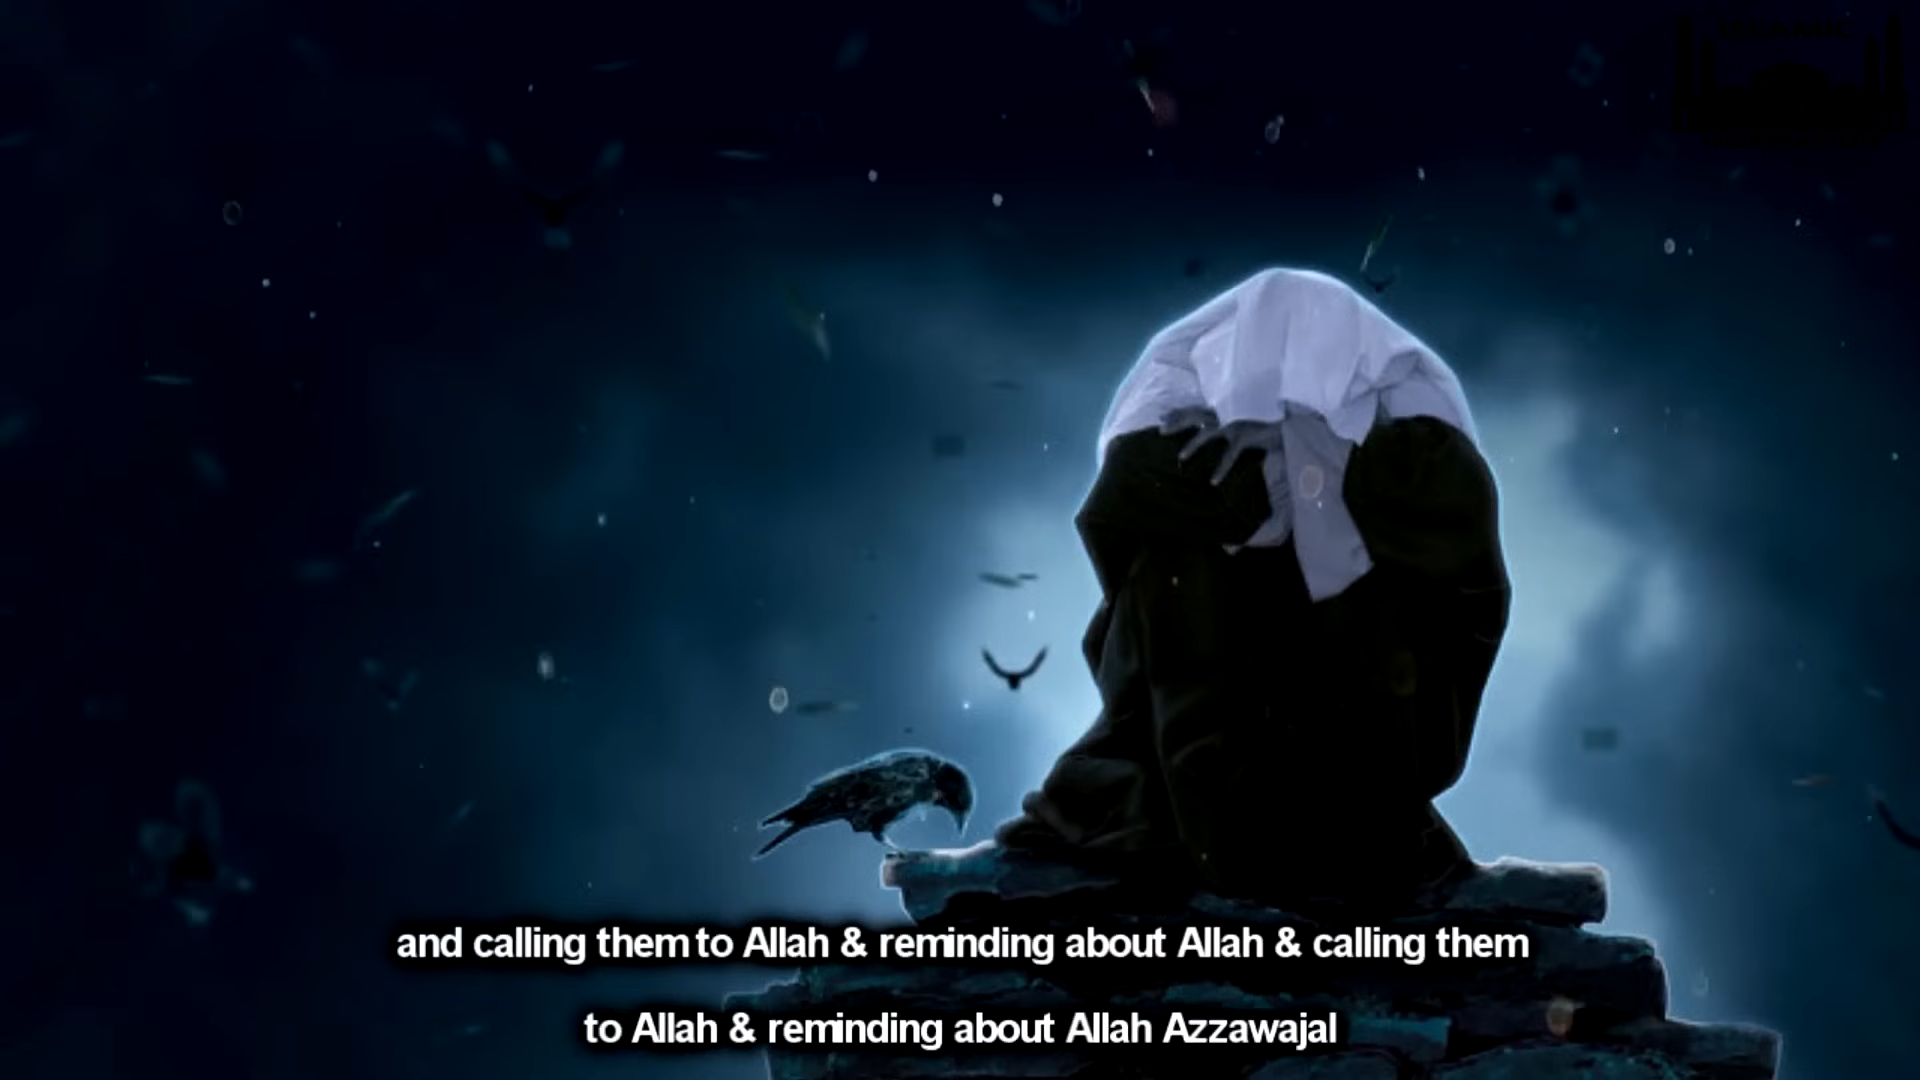 and calling them to Allah & reminding about Allah & calling them
to Allah & reminding about Allah Azzawajal